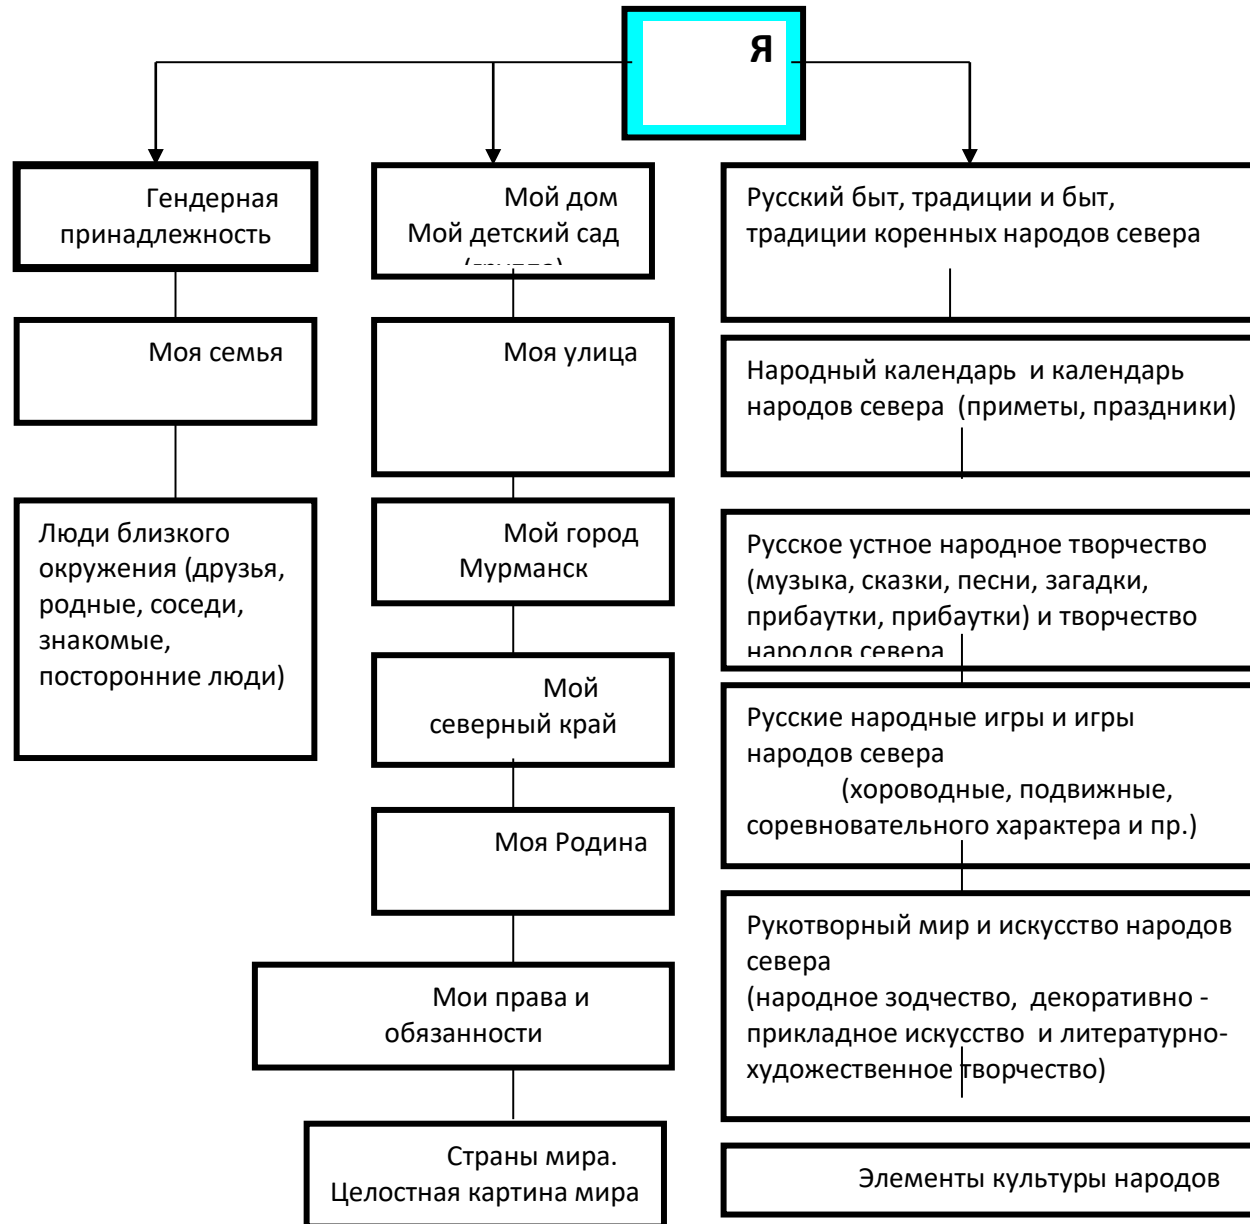 Я
Гендерная
принадлежность
Моя семья
Люди близкого
окружения (друзья,
родные, соседи,
знакомые,
посторонние люди)
Мой дом
Мой детский сад
(группа)
Моя улица
Мой город
Мурманск
Мой
северный край
Моя Родина
Мои права и
обязанности
Страны мира.
Целостная картина мира
Русский быт, традиции и быт,
традиции коренных народов севера
Народный календарь и календарь
народов севера (приметы, праздники)
Русское устное народное творчество
(музыка, сказки, песни, загадки,
прибаутки, прибаутки) и творчество
народов севера
Русские народные игры и игры
народов севера
(хороводные, подвижные,
соревновательного характера и пр.)
Рукотворный мир и искусство народов
севера
(народное зодчество, декоративно -
прикладное искусство и литературно-
художественное творчество)
Элементы культуры народов